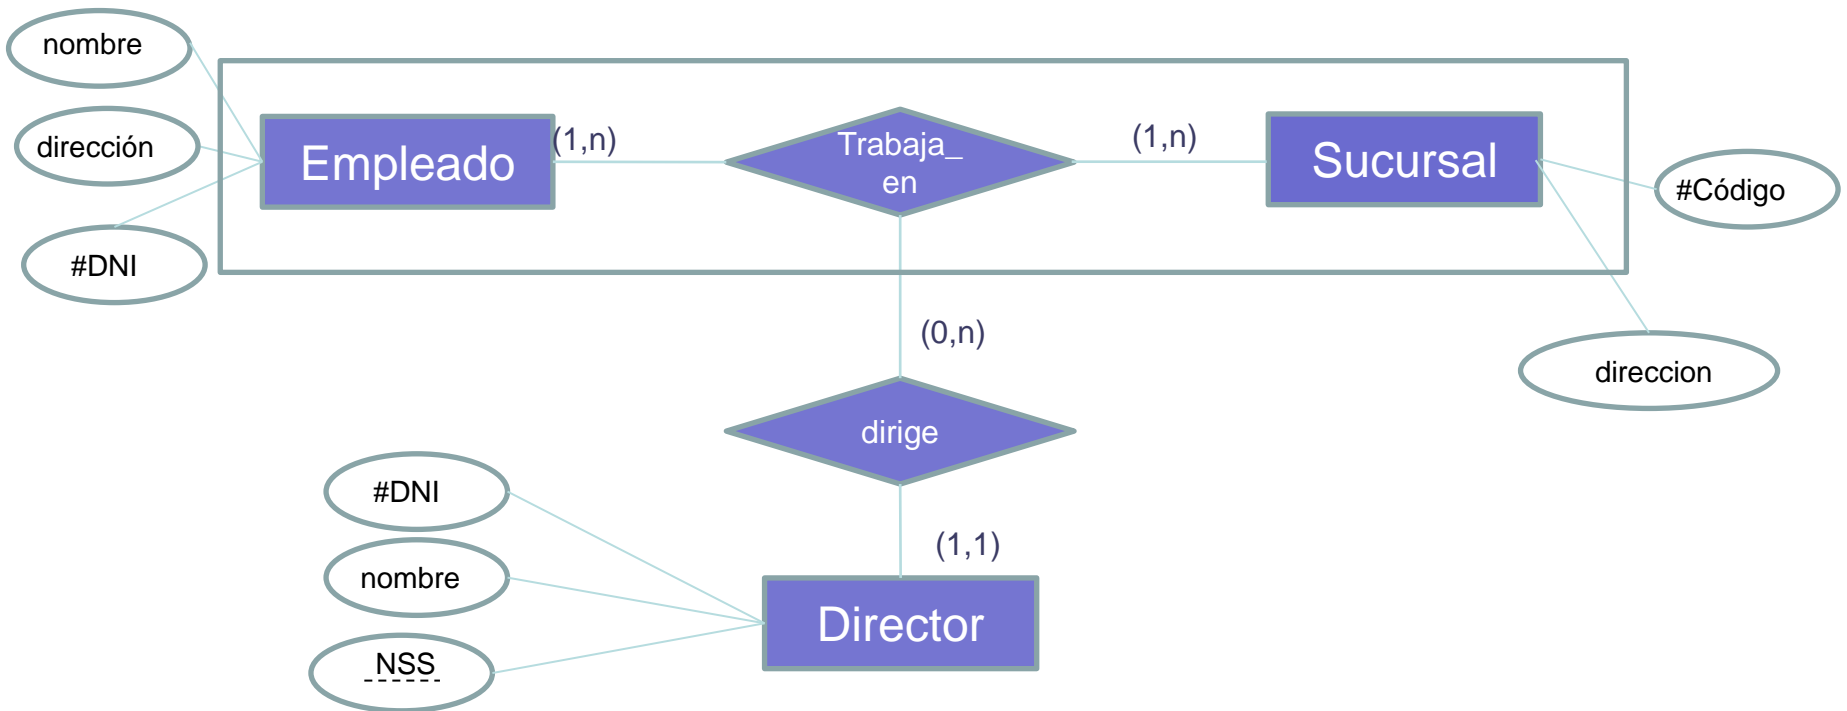 nombre
dirección
#DNI
Empleado
(1,n)
Trabaja_
en
(1,n)
Sucursal
#Código
direccion
(0,n)
dirige
(1,1)
Director
#DNI
nombre
NSS